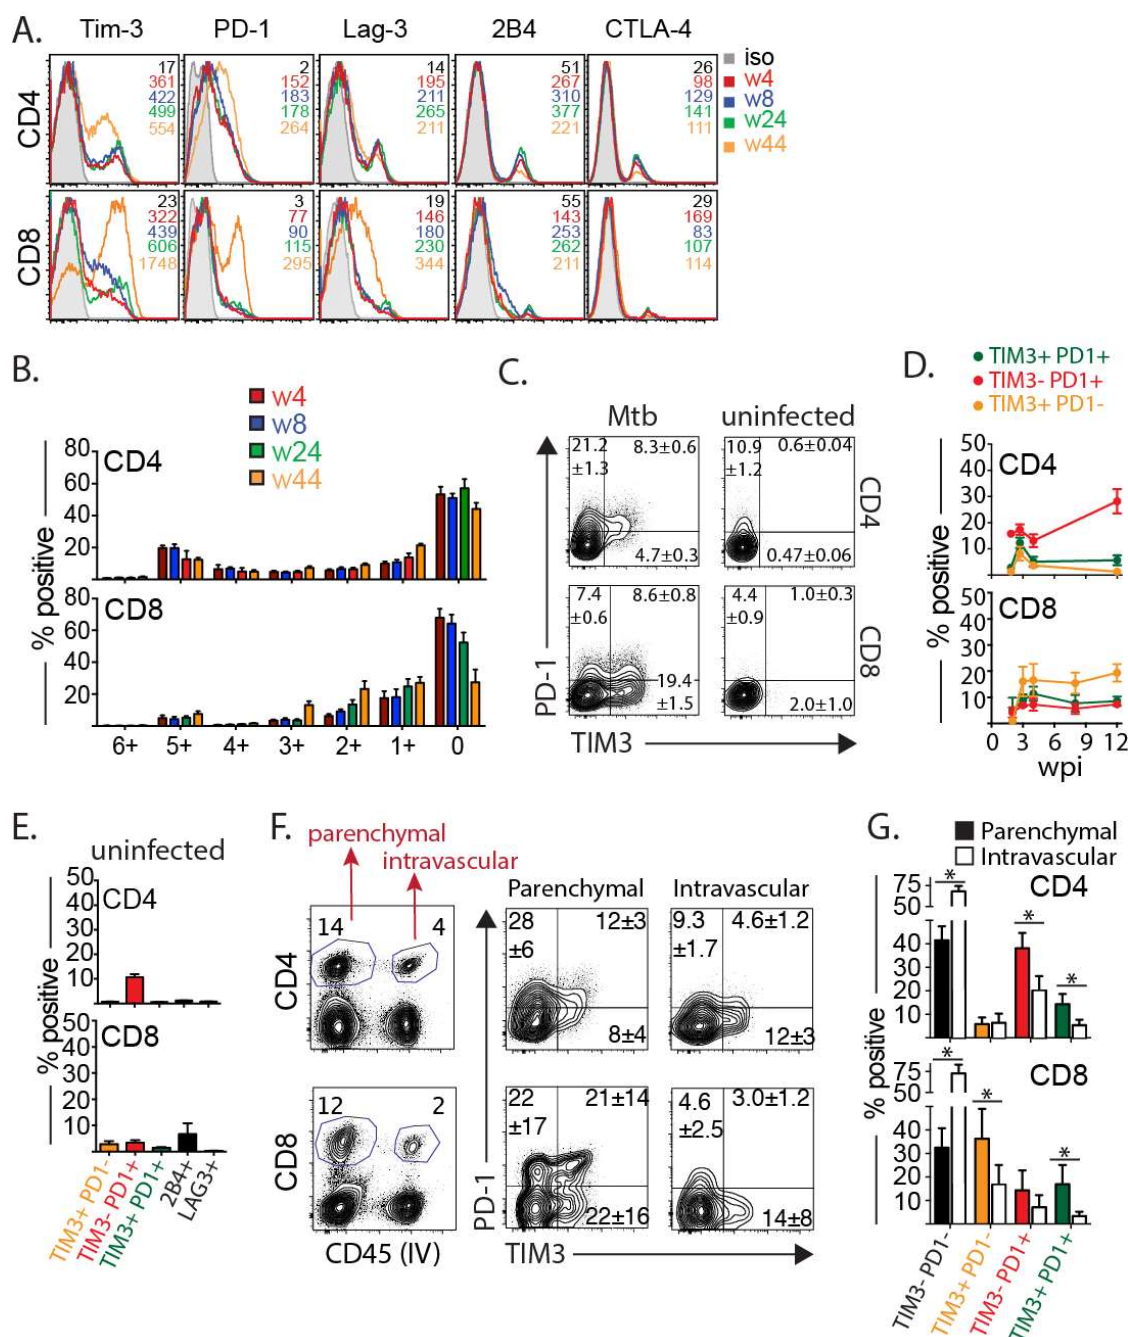 A.
Tim-3 PD-1 Lag-3 2B4 CTLA-4
CD4
17
361
422
499
554
2
152
183
178
264
14
195
211
265
211
51
267
310
377
221
26
98
129
141
111
iso
w4
w8
w24
w44
CD8
23
322
439
606
1748
3
77
90
115
295
19
146
180
230
344
55
143
253
262
211
29
169
83
107
114
B.
w4
w8
w24
w44
% positive
CD4
80
60
40
20
CD8
80
60
40
20
6+ 5+ 4+ 3+ 2+ 1+ 0
C.
Mtb uninfected
21.2
±1.3
8.3±0.6
4.7±0.3
10.9
±1.2
0.6±0.04
0.47±0.06
CD4
7.4
±0.6
8.6±0.8
19.4
±1.5
4.4
±0.9
1.0±0.3
2.0±1.0
CD8
PD-1
TIM3
D.
TIM3+ PD1+
TIM3- PD1+
TIM3+ PD1-
% positive
CD4
50
40
30
20
10
CD8
50
40
30
20
10
0 3 6 9 12
wpi
E.
uninfected
% positive
CD4
50
40
30
20
10
CD8
50
40
30
20
10
TIM3+ PD1-
TIM3- PD1+
TIM3+ PD1+
2B4+
LAG3+
F.
parenchymal
intravascular
Parenchymal Intravascular
CD4
14 4
28
±6
12±3
8±4
9.3
±1.7
4.6±1.2
12±3
CD8
12 2
22
±17
21±14
22±16
4.6
±2.5
3.0±1.2
14±8
CD45 (IV)
PD-1
TIM3
G.
Parenchymal
Intravascular
% positive
CD4
75
50
40
30
20
10
* * *
CD8
75
50
40
30
20
10
* * *
TIM3- PD1-
TIM3+ PD1-
TIM3- PD1+
TIM3+ PD1+